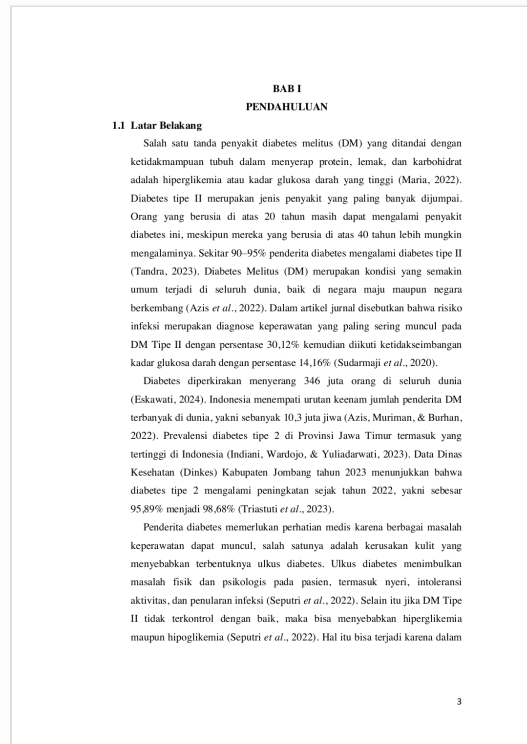 BAB I
PENDAHULUAN
1.1 Latar Belakang
Salah satu tanda penyakit diabetes melitus (DM) yang ditandai dengan
ketidakmampuan tubuh dalam menyerap protein, lemak, dan karbohidrat
adalah hiperglikemia atau kadar glukosa darah yang tinggi (Maria, 2022).
Diabetes tipe II merupakan jenis penyakit yang paling banyak dijumpai.
Orang yang berusia di atas 20 tahun masih dapat mengalami penyakit
diabetes ini, meskipun mereka yang berusia di atas 40 tahun lebih mungkin
mengalaminya. Sekitar 90–95% penderita diabetes mengalami diabetes tipe II
(Tandra, 2023). Diabetes Melitus (DM) merupakan kondisi yang semakin
umum terjadi di seluruh dunia, baik di negara maju maupun negara
berkembang (Azis et al., 2022). Dalam artikel jurnal disebutkan bahwa risiko
infeksi merupakan diagnose keperawatan yang paling sering muncul pada
DM Tipe II dengan persentase 30,12% kemudian diikuti ketidakseimbangan
kadar glukosa darah dengan persentase 14,16% (Sudarmaji et al., 2020).
Diabetes diperkirakan menyerang 346 juta orang di seluruh dunia
(Eskawati, 2024). Indonesia menempati urutan keenam jumlah penderita DM
terbanyak di dunia, yakni sebanyak 10,3 juta jiwa (Azis, Muriman, & Burhan,
2022). Prevalensi diabetes tipe 2 di Provinsi Jawa Timur termasuk yang
tertinggi di Indonesia (Indiani, Wardojo, & Yuliadarwati, 2023). Data Dinas
Kesehatan (Dinkes) Kabupaten Jombang tahun 2023 menunjukkan bahwa
diabetes tipe 2 mengalami peningkatan sejak tahun 2022, yakni sebesar
95,89% menjadi 98,68% (Triastuti et al., 2023).
Penderita diabetes memerlukan perhatian medis karena berbagai masalah
keperawatan dapat muncul, salah satunya adalah kerusakan kulit yang
menyebabkan terbentuknya ulkus diabetes. Ulkus diabetes menimbulkan
masalah fisik dan psikologis pada pasien, termasuk nyeri, intoleransi
aktivitas, dan penularan infeksi (Seputri et al., 2022). Selain itu jika DM Tipe
II tidak terkontrol dengan baik, maka bisa menyebabkan hiperglikemia
maupun hipoglikemia (Seputri et al., 2022). Hal itu bisa terjadi karena dalam
3